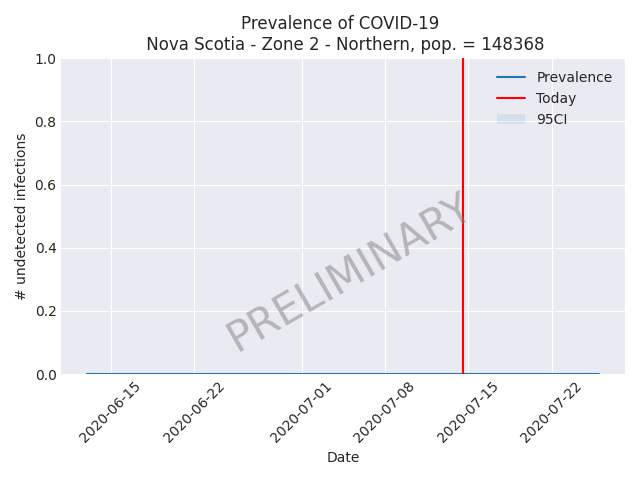 Prevalence of COVID-19
Nova Scotia - Zone 2 - Northern, pop. = 148368
1.0
0.8
0.6
0.4
0.2
0.0
# undetected infections
Prevalence
Today
95CI
PRELIMINARY
2020-06-15
2020-06-22
2020-07-01
2020-07-08
2020-07-15
2020-07-22
Date